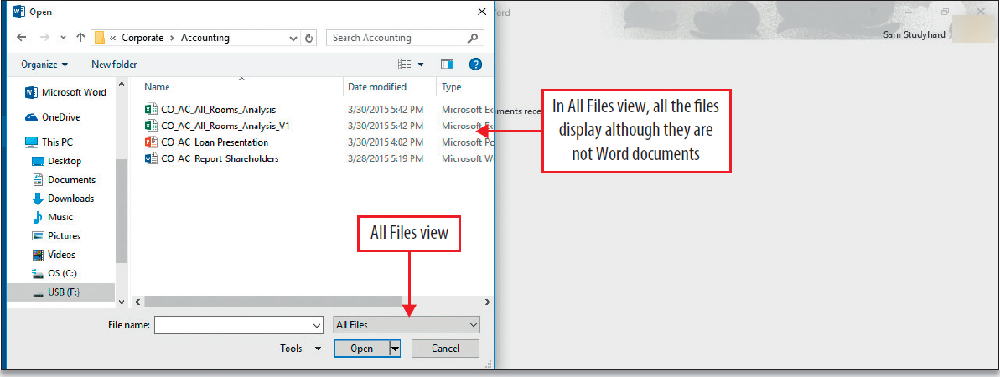 Open
Word
Sam Studyhard
« Corporate > Accounting
Search Accounting
Organize
New folder
Name
Date modified
Type
Microsoft Word
OneDrive
This PC
Desktop
Documents
Downloads
Music
Pictures
Videos
OS (C:)
USB (F:)
CO_AC_All_Rooms_Analysis 3/30/2015 5:42 PM Microsoft Ex
CO_AC_All_Rooms_Analysis_V1 3/30/2015 5:42 PM Microsoft Ex
CO_AC_Loan Presentation 3/30/2015 4:02 PM Microsoft Po
CO_AC_Report_Shareholders 3/28/2015 5:19 PM Microsoft W
uments rece
In All Files view, all the files
display although they are
not Word documents
All Files view
File name:
All Files
Tools
Open
Cancel